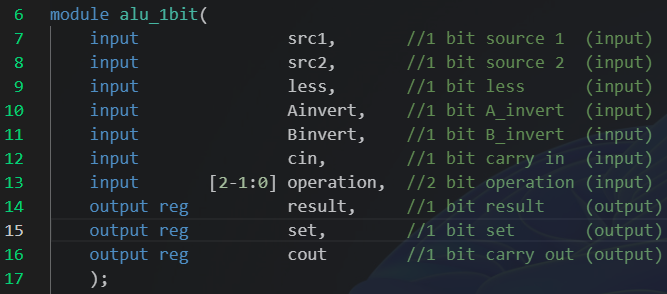 6 module alu_1bit(
7 input src1, //1 bit source 1 (input)
8 input src2, //1 bit source 2 (input)
9 input less, //1 bit less (input)
10 input Ainvert, //1 bit A_invert (input)
11 input Binvert, //1 bit B_invert (input)
12 input cin, //1 bit carry in (input)
13 input [2-1:0] operation, //2 bit operation (input)
14 output reg result, //1 bit result (output)
15 output reg set, //1 bit set (output)
16 output reg cout //1 bit carry out (output)
17 );